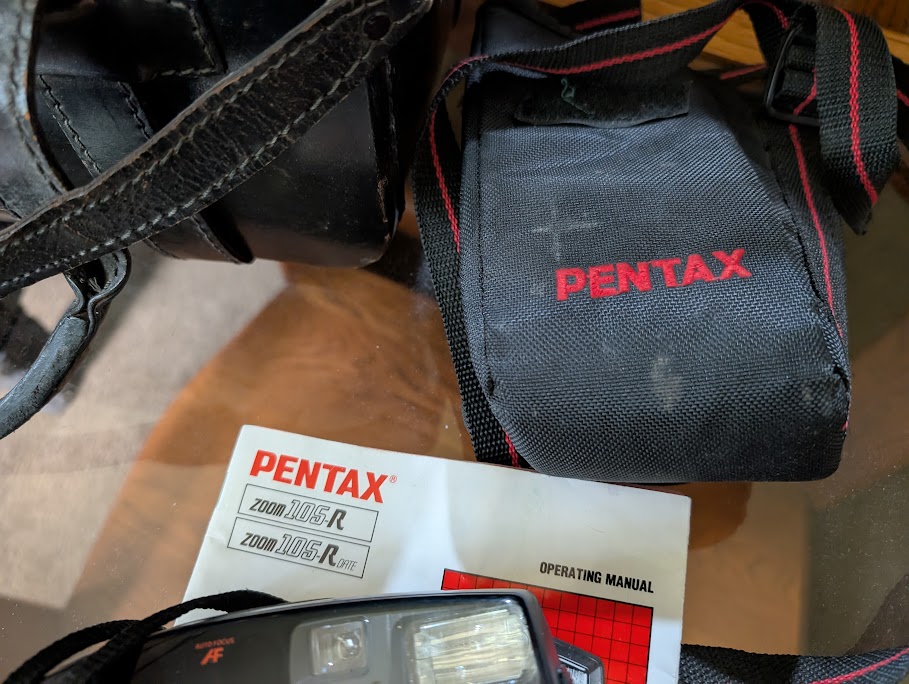 PENTAX
PENTAX®
ZOOM 105-R
ZOOM 105-R DATE
OPERATING MANUAL
AUTO FOCUS
AF